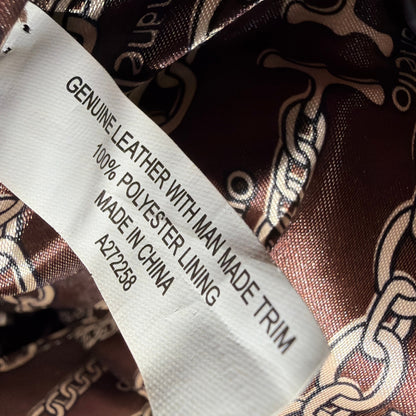 GENUINE LEATHER WITH MAN MADE TRIM
100% POLYESTER LINING
MADE IN CHINA
A272258